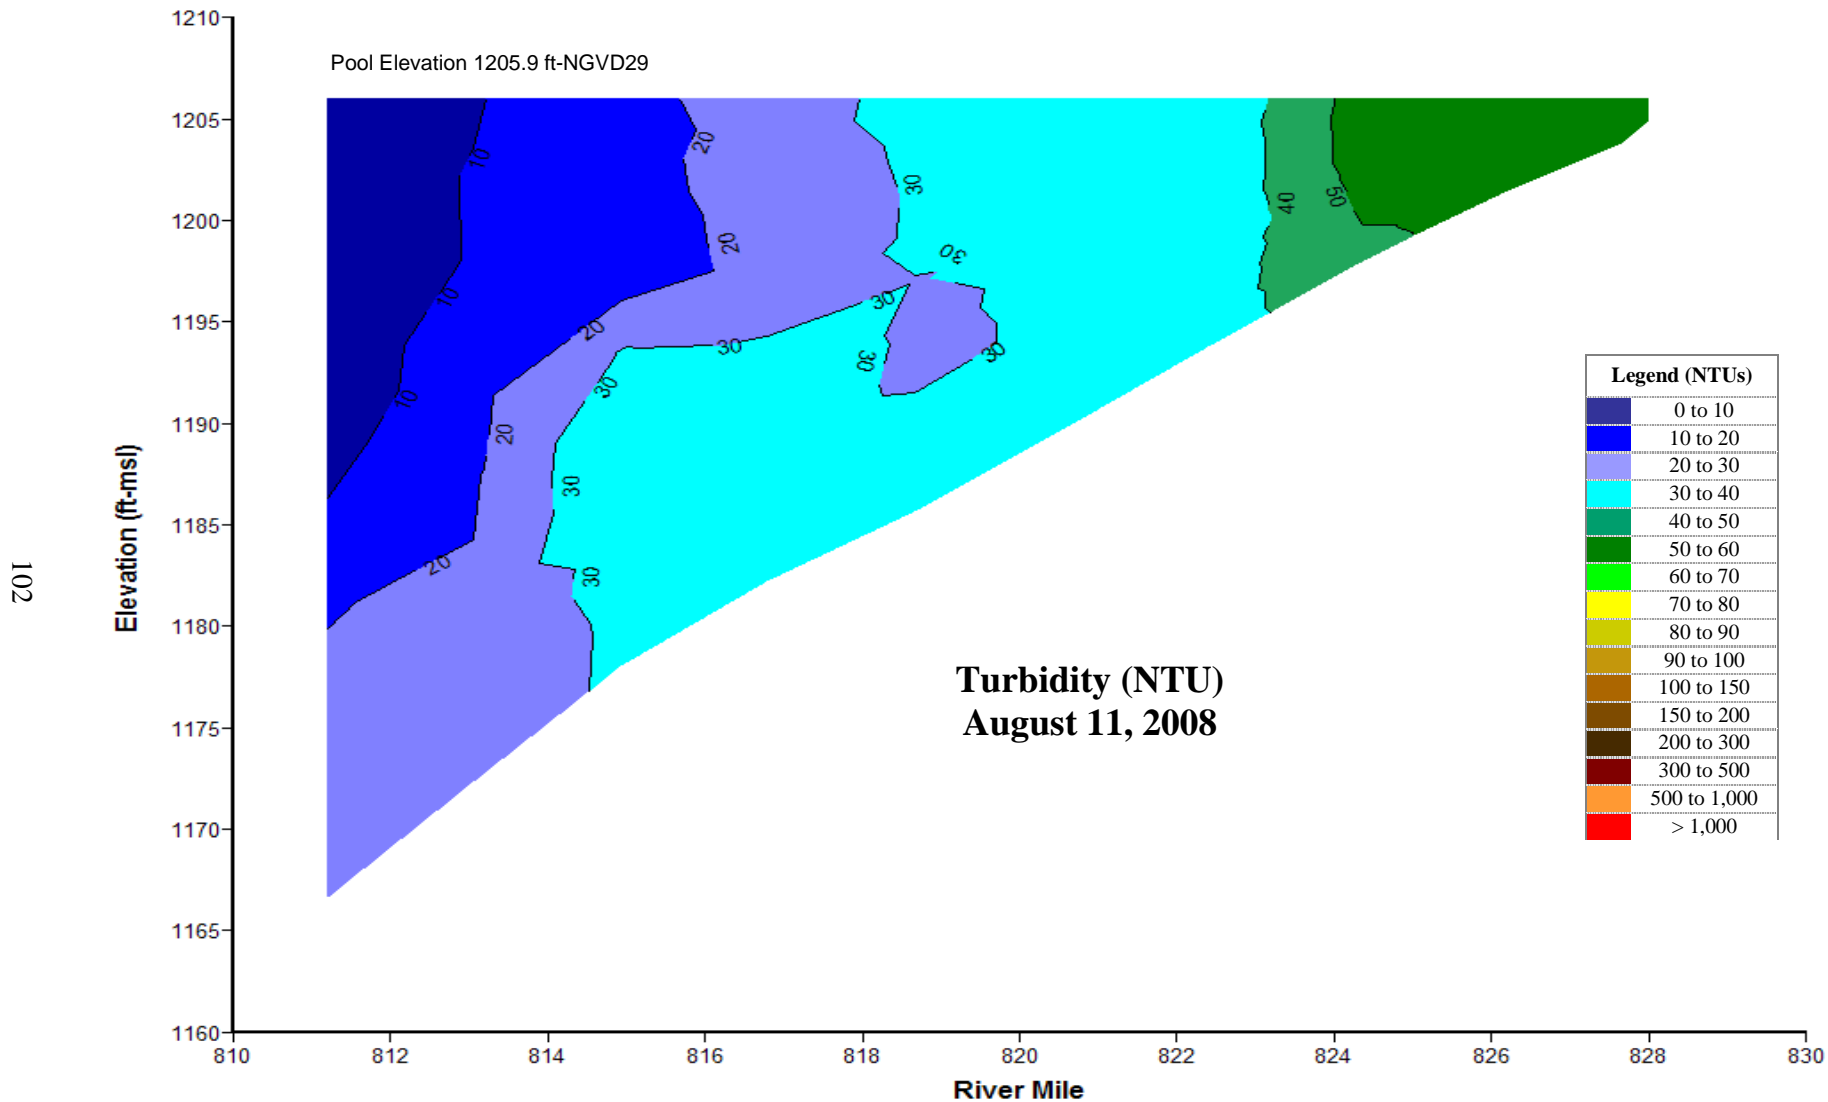 Pool Elevation 1205.9 ft-NGVD29
1210
1205
1200
1195
1190
1185
1180
1175
1170
1165
1160
Elevation (ft-msl)
102
10
10
10
20
20
20
20
20
30
30
30
30
30
30
30
30
30
40
50
Turbidity (NTU)
August 11, 2008
Legend (NTUs)
0 to 10
10 to 20
20 to 30
30 to 40
40 to 50
50 to 60
60 to 70
70 to 80
80 to 90
90 to 100
100 to 150
150 to 200
200 to 300
300 to 500
500 to 1,000
> 1,000
810 812 814 816 818 820 822 824 826 828 830
River Mile